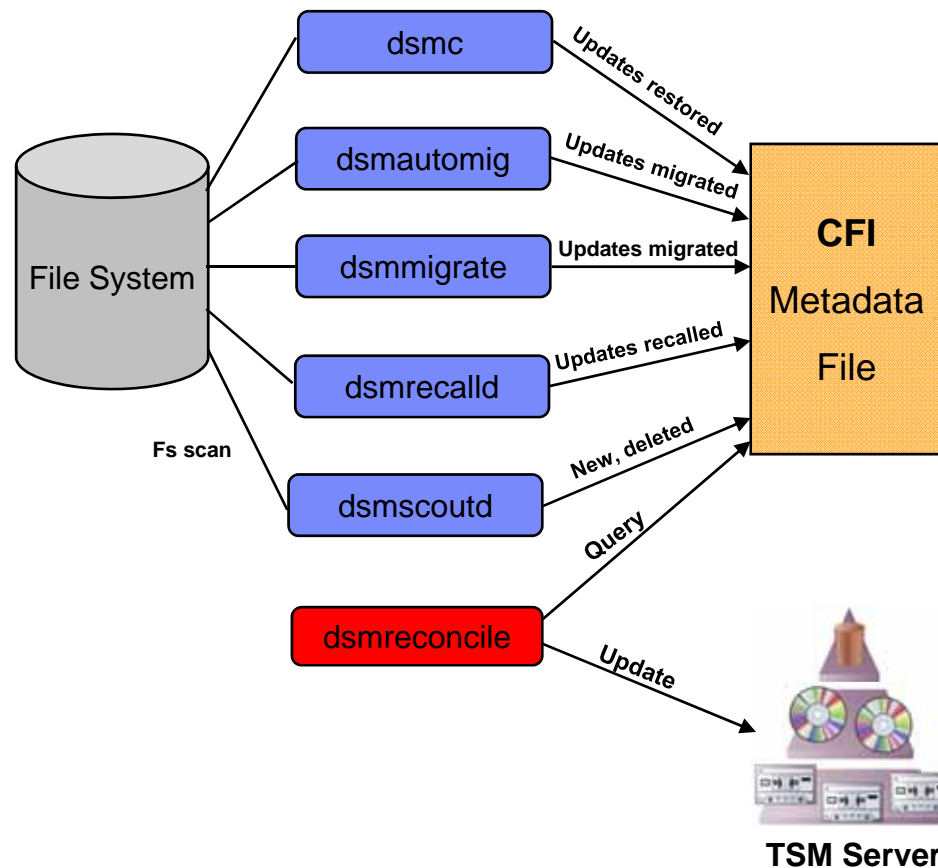 dsmc
Updates restored
dsmautomig
Updates migrated
File System
dsmmigrate
Updates migrated
CFI
Metadata
File
dsmrecalld
Updates recalled
Fs scan
dsmscoutd
New, deleted
Query
dsmreconcile
Update
TSM Server